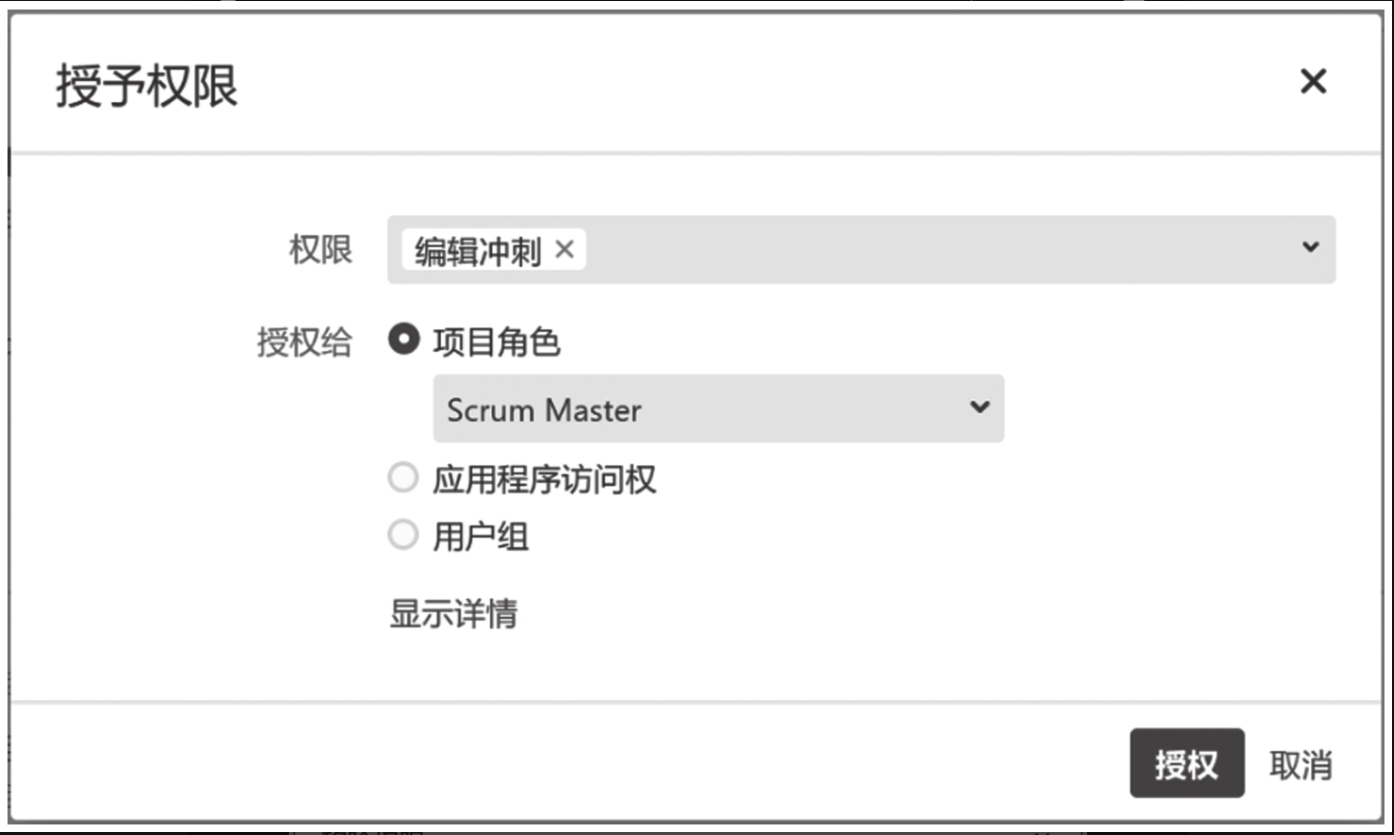 授予权限
权限 编辑冲刺
授权给 项目角色
Scrum Master
应用程序访问权
用户组
显示详情
授权 取消